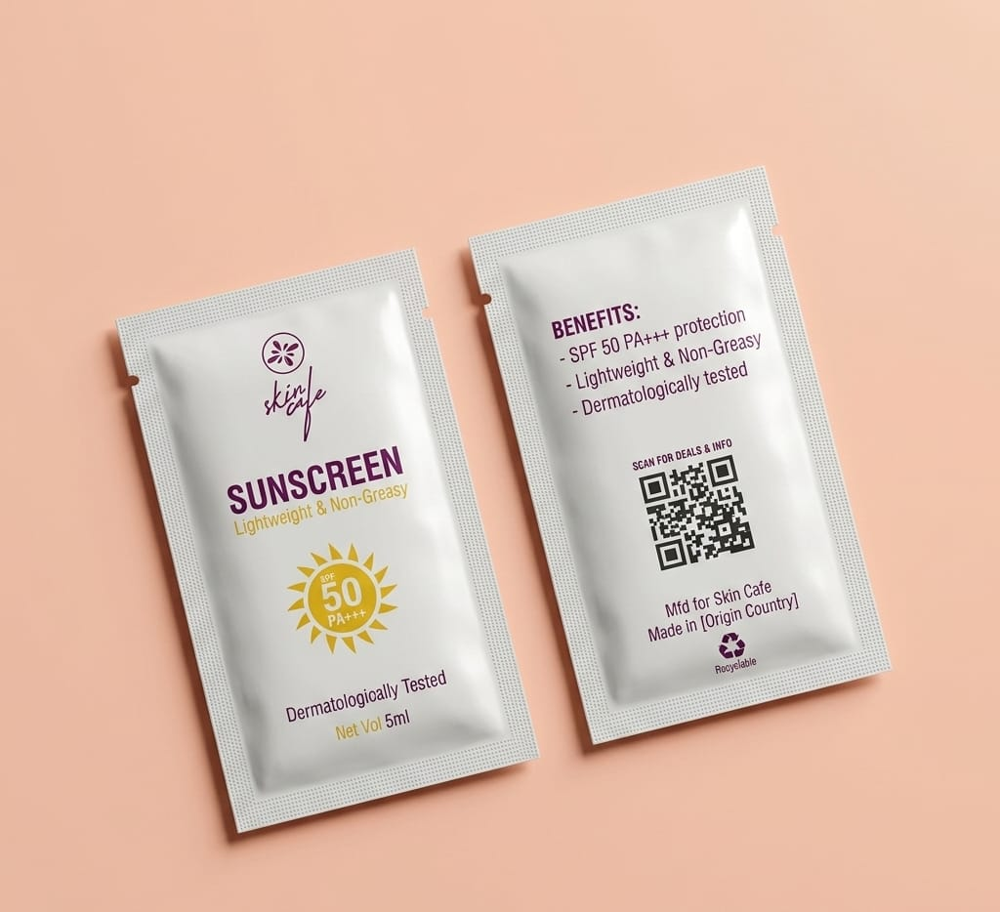 skin
cafe
SUNSCREEN
Lightweight & Non-Greasy
SPF
50
PA+++
Dermatologically Tested
Net Vol 5ml
BENEFITS:
- SPF 50 PA+++ protection
- Lightweight & Non-Greasy
- Dermatologically tested
SCAN FOR DEALS & INFO
Mfd for Skin Cafe
Made in [Origin Country]
Recyclable